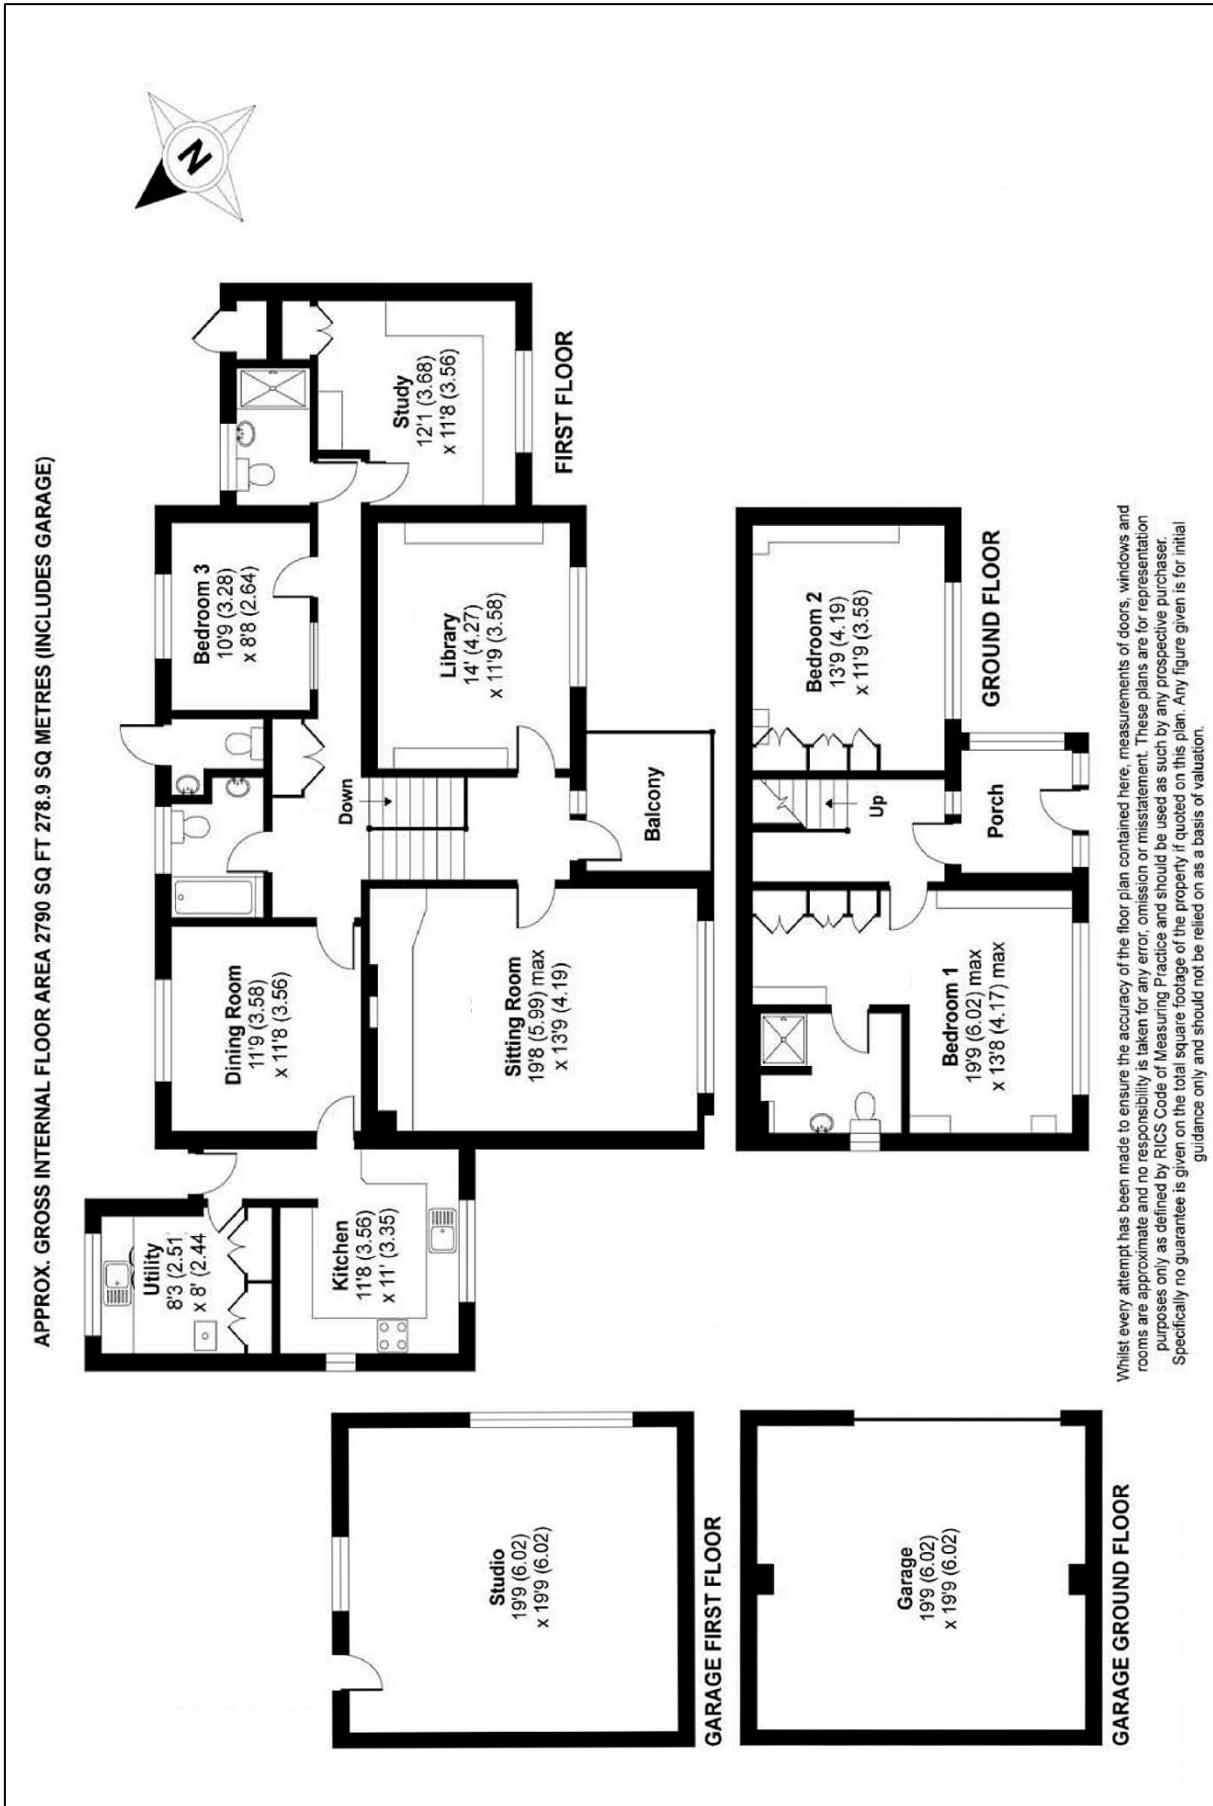 APPROX. GROSS INTERNAL FLOOR AREA 2790 SQ FT 278.9 SQ METRES (INCLUDES GARAGE)
N
Utility
8'3 (2.51
x 8' (2.44
Dining Room
11'9 (3.58)
x 11'8 (3.56)
Bedroom 3
10'9 (3.28)
x 8'8 (2.64)
Kitchen
11'8 (3.56)
x 11' (3.35)
Down
Study
12'1 (3.68)
x 11'8 (3.56)
Library
14' (4.27)
x 11'9 (3.58)
Sitting Room
19'8 (5.99) max
x 13'9 (4.19)
Balcony
FIRST FLOOR
Studio
19'9 (6.02)
x 19'9 (6.02)
GARAGE FIRST FLOOR
Bedroom 2
13'9 (4.19)
x 11'9 (3.58)
Up
Porch
Bedroom 1
19'9 (6.02) max
x 13'8 (4.17) max
GROUND FLOOR
Garage
19'9 (6.02)
x 19'9 (6.02)
GARAGE GROUND FLOOR
Whilst every attempt has been made to ensure the accuracy of the floor plan contained here, measurements of doors, windows and
rooms are approximate and no responsibility is taken for any error, omission or misstatement. These plans are for representation
purposes only as defined by RICS Code of Measuring Practice and should be used as such by any prospective purchaser.
Specifically no guarantee is given on the total square footage of the property if quoted on this plan. Any figure given is for initial
guidance only and should not be relied on as a basis of valuation.